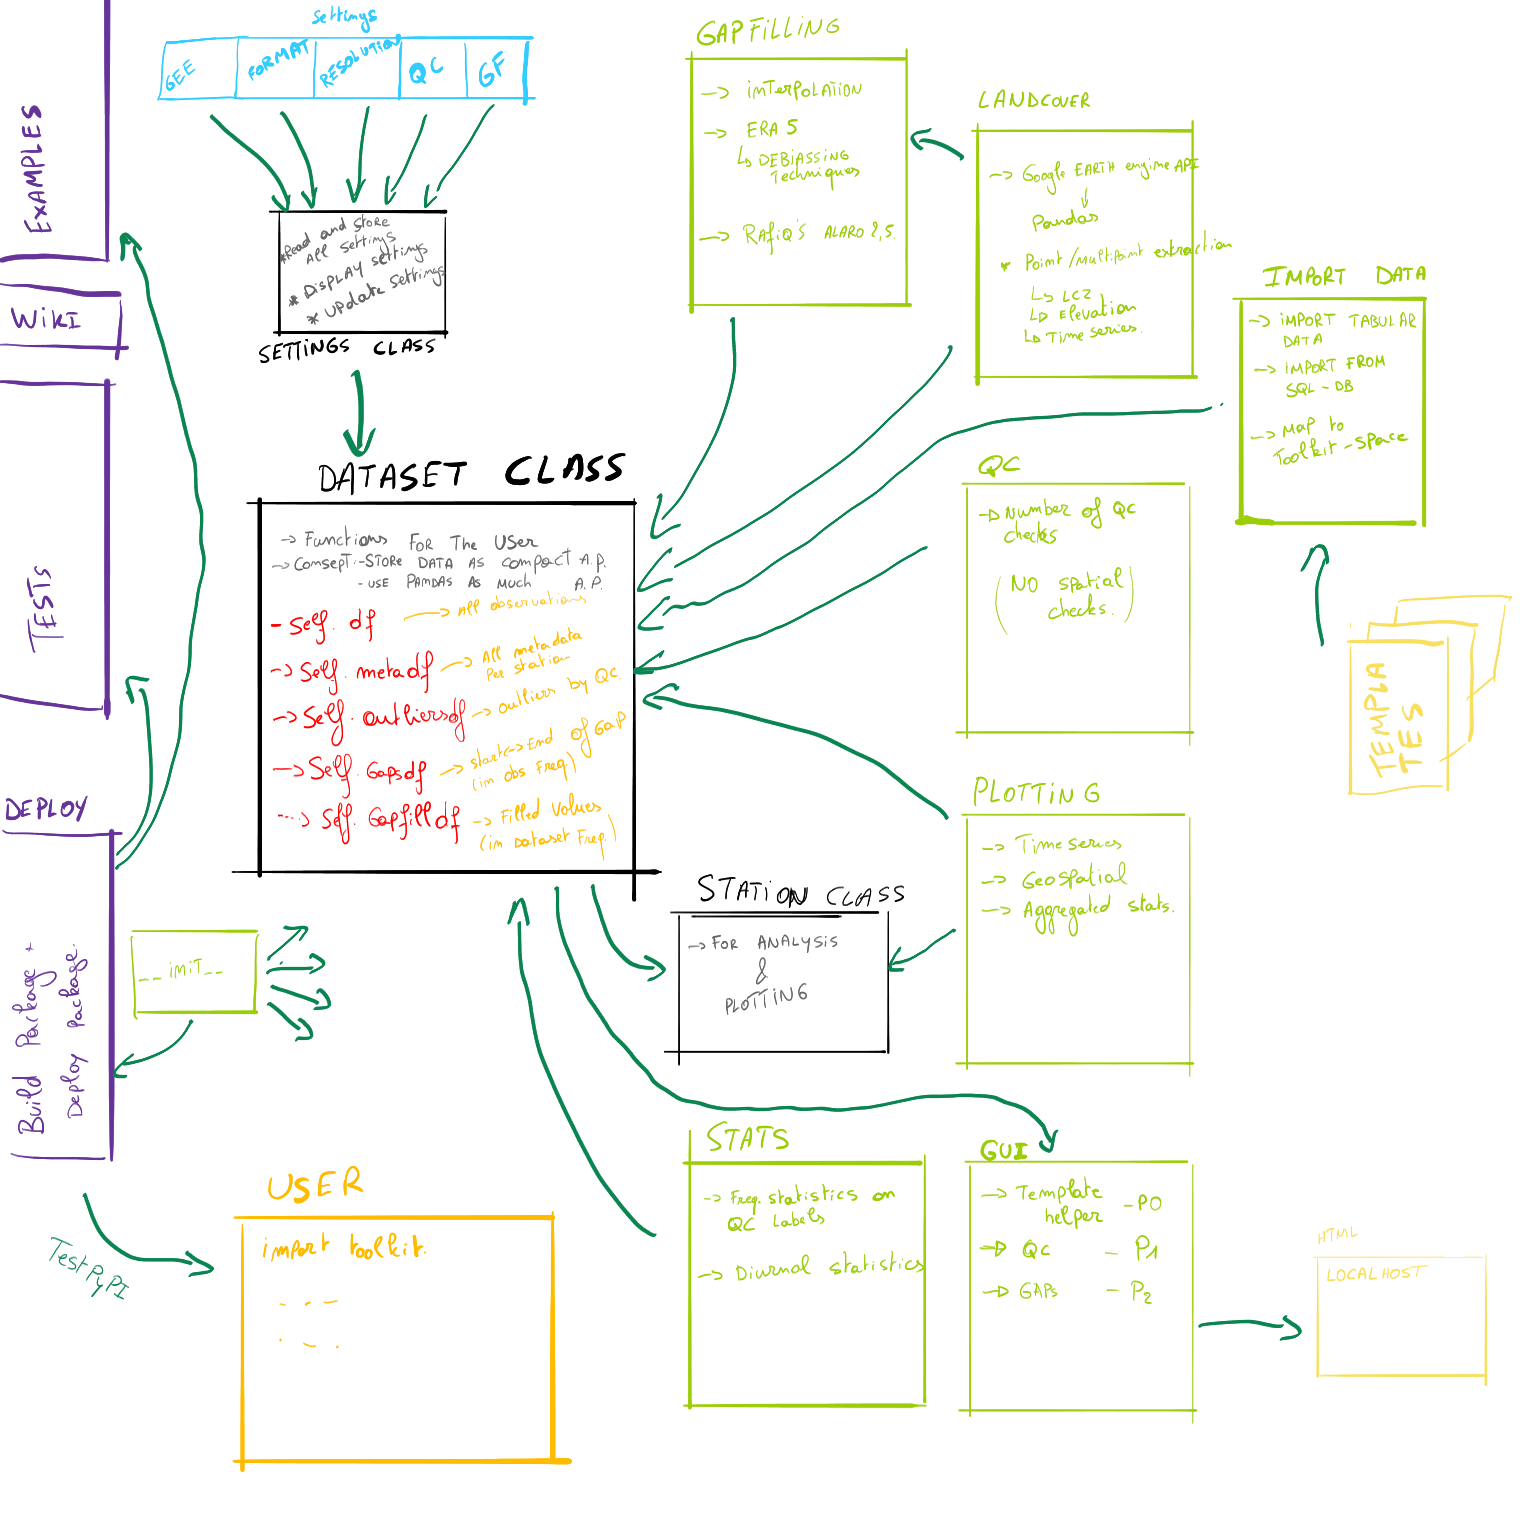 settings
GEE
FORMAT
RESOLUTION
QC
GF
*Read and store
All settings
* DISPLAY settings
* UPdate settings
SETTINGS CLASS
EXAMPLES
WiKI
TESTs
DEPLOY
Build Package +
Deploy package.
__imiT__
TestPyPI
DATASET CLASS
-> Functions FOR The USer
-> Consept: -STORE DATA AS compact A.P.
- USE PANDAS AS Much A.P.
- Self. df -> All observations
-> Self. metadf -> All metadata
Per station
-> Self. outliersdf -> outliers by QC
-> Self. Gapsdf -> start -> End of GaP
(in obs Freq.)
---> Self. Gapfilldf -> Filled Values
(in Dataset Freq.)
STATION CLASS
-> FOR ANALYSIS
&
PLOTTING
USER
import toolkit.
GAPFiLLiNG
-> inTerpoLATION
-> ERA 5
↳ DEBIASSING
Techniques
-> RafiQ's ALARO 2,5.
LANDCOVER
-> Google EARTH engine API
↓
Pandas
* Point /multipoint extraction
↳ LCZ
↳ Elevation
↳ Time series.
IMPORT DATA
-> iMPORT TABULAR
DATA
-> iMPORT FROM
SQL - DB
-> Map to
Toolkit-space
TEMPLA
TES
QC
-> Number of QC
checks
(NO spatial
checks.)
PLOTTING
-> Timeseries
-> Geospatial
-> Aggregated stats.
STATS
-> Freq. statistics on
QC Labels
-> Diurnal statistics
GUI
-> Template
helper - P0
-> QC - P1
-> GAPs - P2
HTML
LOCALHOST